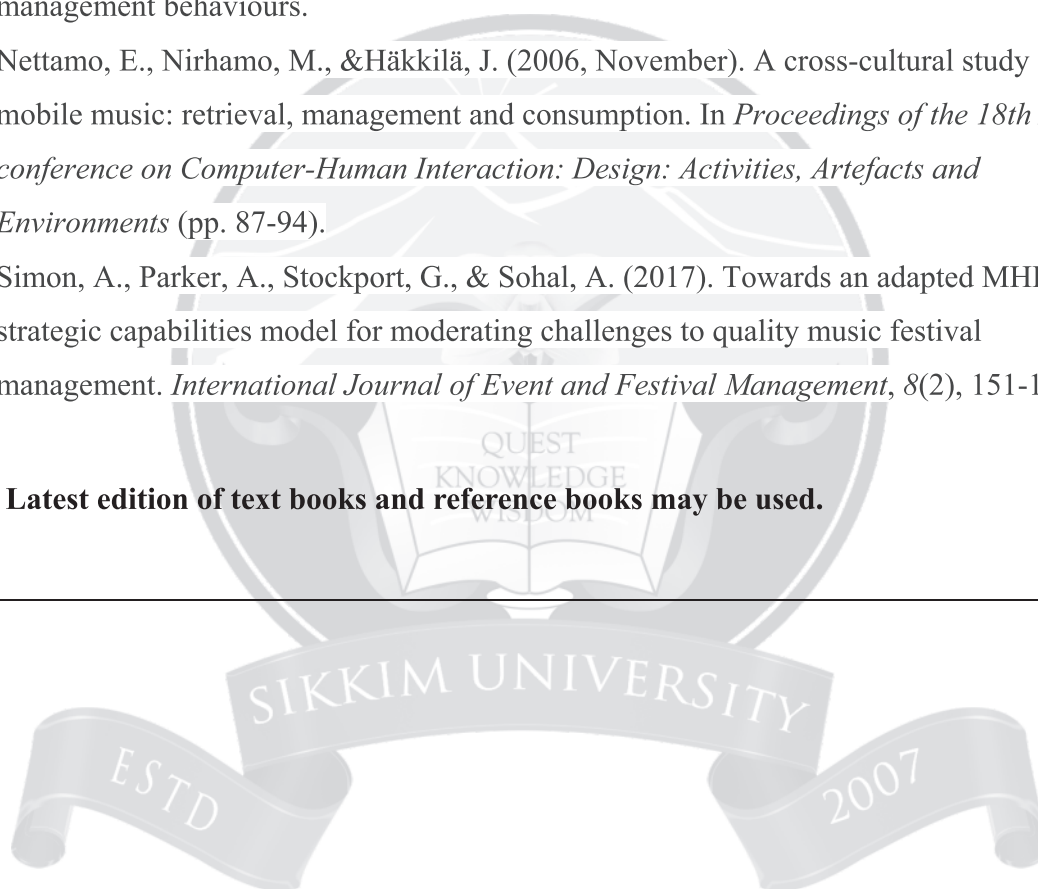 management behaviours.
Nettamo, E., Nirhamo, M., &Häkkilä, J. (2006, November). A cross-cultural study
mobile music: retrieval, management and consumption. In Proceedings of the 18th
conference on Computer-Human Interaction: Design: Activities, Artefacts and
Environments (pp. 87-94).
Simon, A., Parker, A., Stockport, G., & Sohal, A. (2017). Towards an adapted
strategic capabilities model for moderating challenges to quality music festival
management. International Journal of Event and Festival Management, 8(2),
QUEST
KNOWLEDGE
Latest edition of text books and reference books may be used.
WISDOM
SIKKIM UNIVERSITY
ESTD
2007